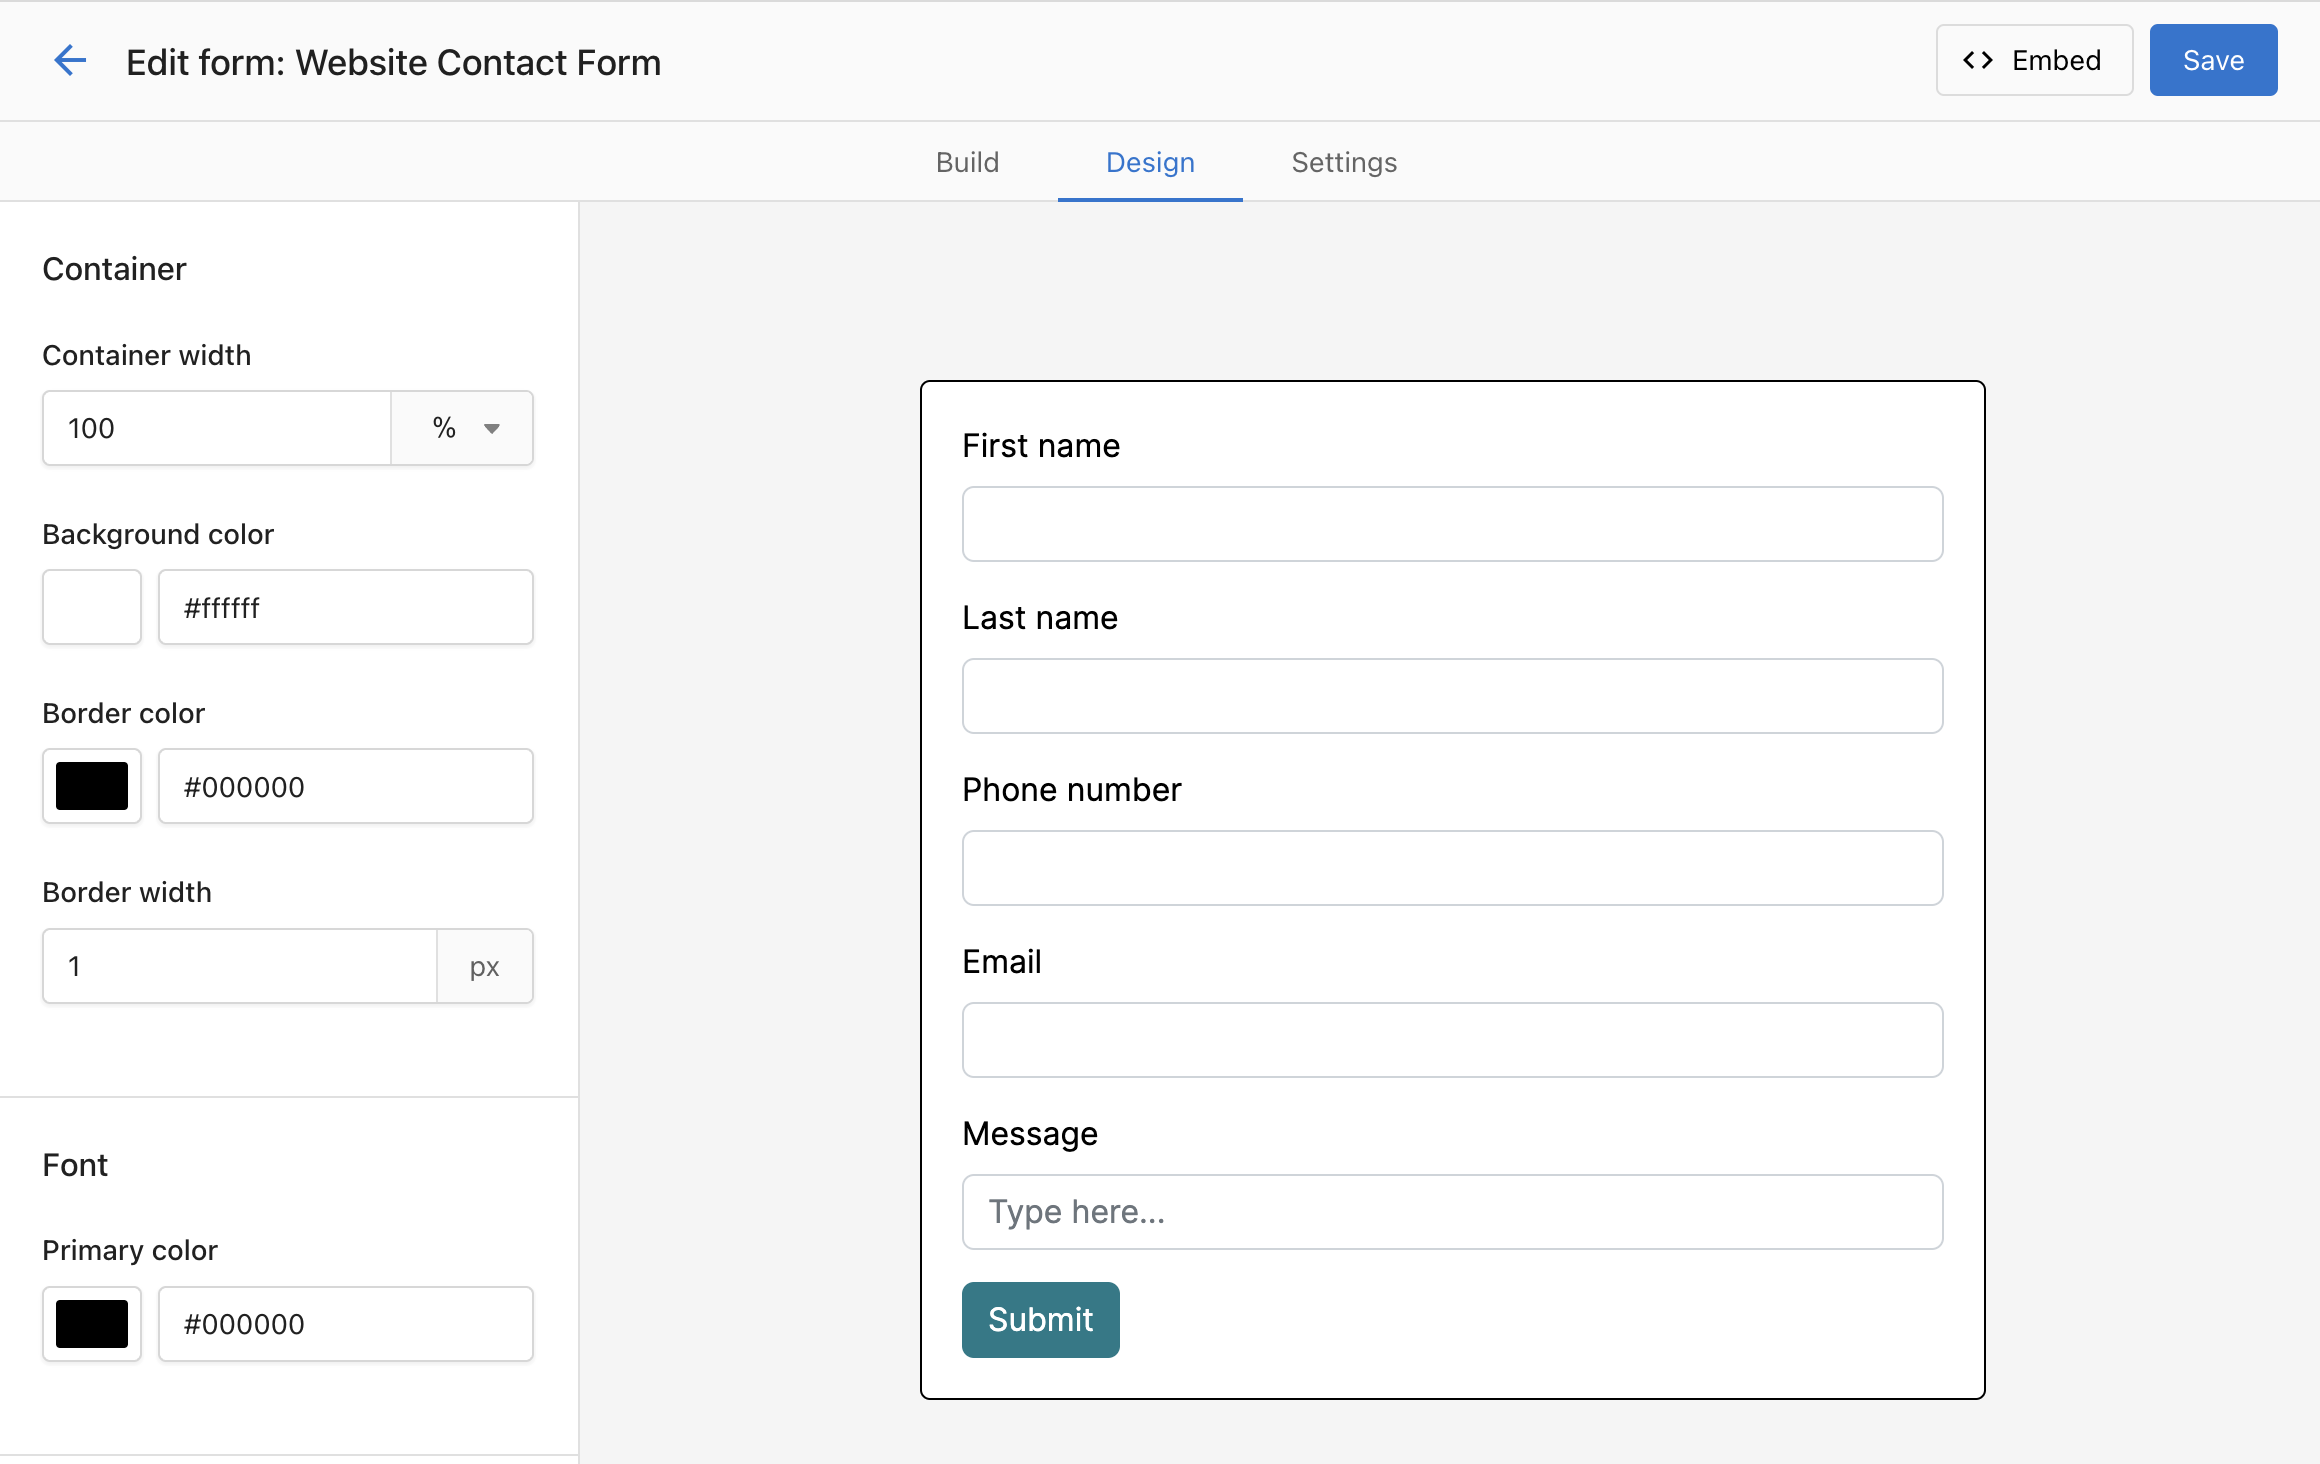 Edit form: Website Contact Form
<> Embed
Save
Build
Design
Settings
Container
Container width
100
%
Background color
#ffffff
Border color
#000000
Border width
1
px
Font
Primary color
#000000
First name
Last name
Phone number
Email
Message
Type here...
Submit